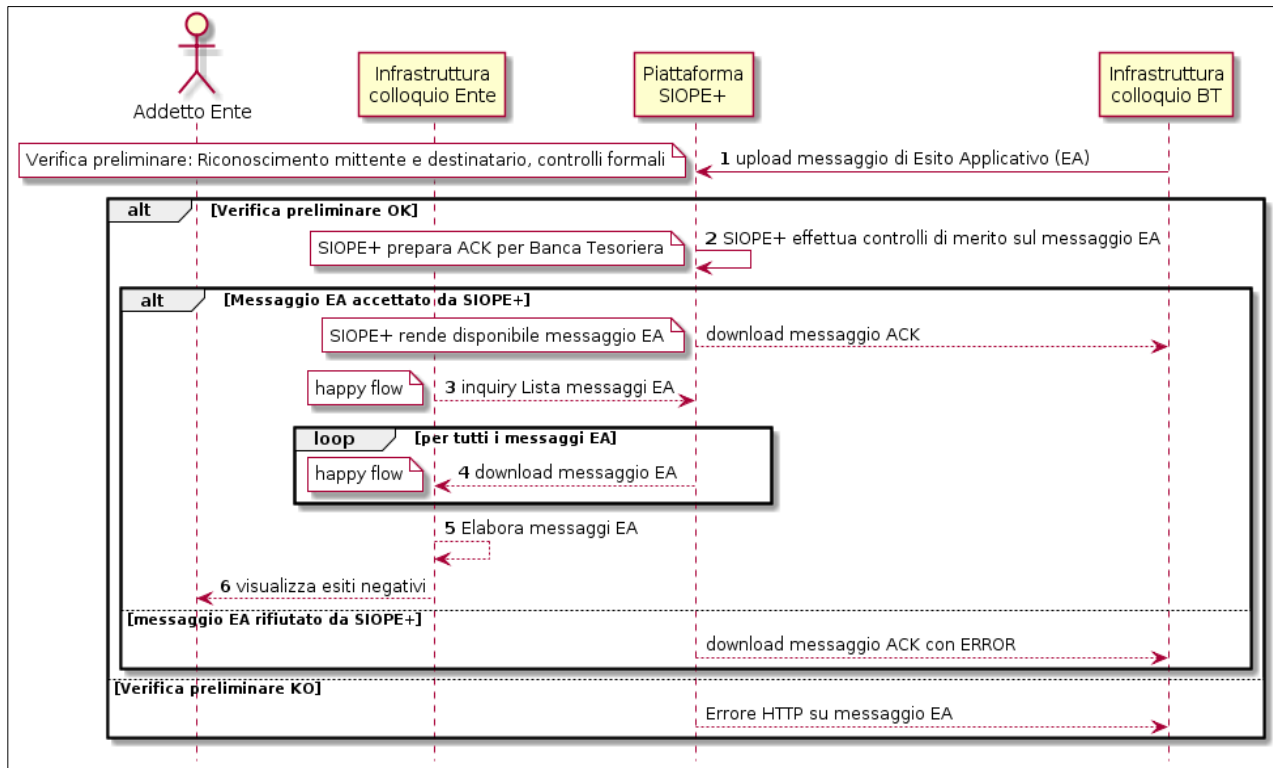 Addetto Ente
Infrastruttura
colloquio Ente
Piattaforma
SIOPE+
Infrastruttura
colloquio BT
Verifica preliminare: Riconoscimento mittente e destinatario, controlli formali
1 upload messaggio di Esito Applicativo (EA)
alt [Verifica preliminare OK]
SIOPE+ prepara ACK per Banca Tesoriera
2 SIOPE+ effettua controlli di merito sul messaggio EA
alt [Messaggio EA accettato da SIOPE+]
SIOPE+ rende disponibile messaggio EA
download messaggio ACK
happy flow
3 inquiry Lista messaggi EA
loop [per tutti i messaggi EA]
happy flow
4 download messaggio EA
5 Elabora messaggi EA
6 visualizza esiti negativi
[messaggio EA rifiutato da SIOPE+]
download messaggio ACK con ERROR
[Verifica preliminare KO]
Errore HTTP su messaggio EA